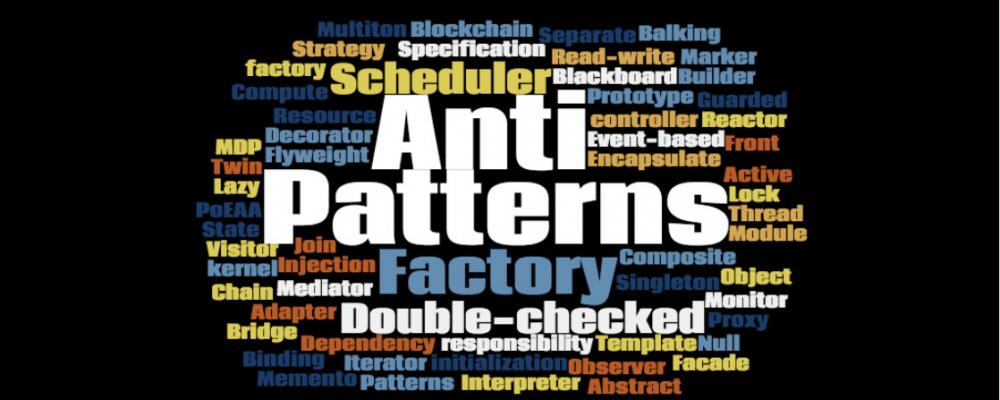 Multiton Blockchain Separate Balking
Strategy Specification Read-write Marker
factory Scheduler Blackboard Builder
Compute Prototype Guarded
Resource Anti controller Reactor
Decorator Event-based Front
MDP Flyweight Encapsulate
Twin Active
Lazy Patterns Lock
PoEAA Thread
State Module
Visitor Join
kernel Injection Factory Composite
Singleton Object
Chain Mediator Monitor
Adapter Double-checked Proxy
Bridge
Dependency responsibility Template Null
Binding Iterator initialization Observer Facade
Memento Patterns Interpreter Abstract